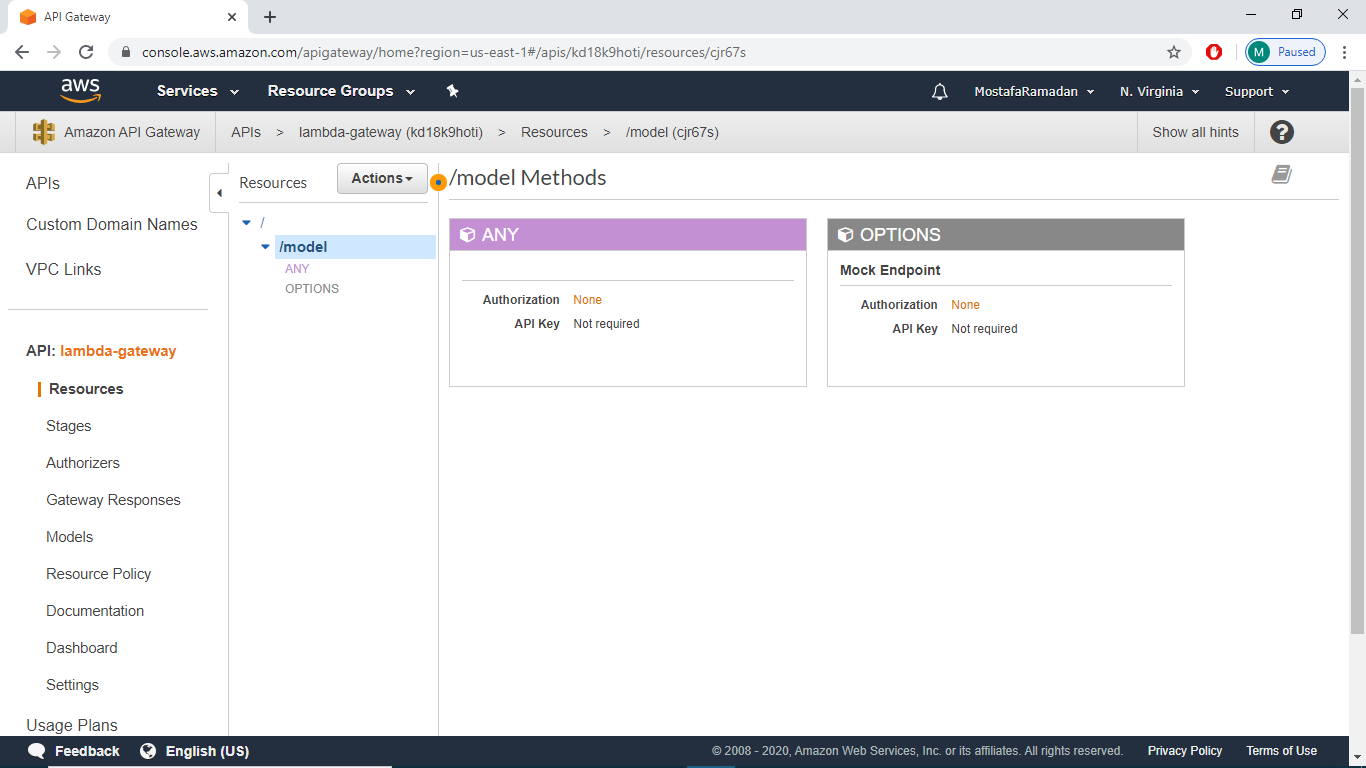 API Gateway
console.aws.amazon.com/apigateway/home?region=us-east-1#/apis/kd18k9hoti/resources/cjr67s
M Paused
aws Services Resource Groups MostafaRamadan N. Virginia Support
Amazon API Gateway APIs > lambda-gateway (kd18k9hoti) > Resources > /model (cjr67s) Show all hints ?
APIs
Custom Domain Names
VPC Links
API: lambda-gateway
Resources
Stages
Authorizers
Gateway Responses
Models
Resource Policy
Documentation
Dashboard
Settings
Usage Plans
Resources Actions
/
/model
ANY
OPTIONS
/model Methods
ANY
Authorization None
API Key Not required
OPTIONS
Mock Endpoint
Authorization None
API Key Not required
Feedback English (US) © 2008 - 2020, Amazon Web Services, Inc. or its affiliates. All rights reserved. Privacy Policy Terms of Use